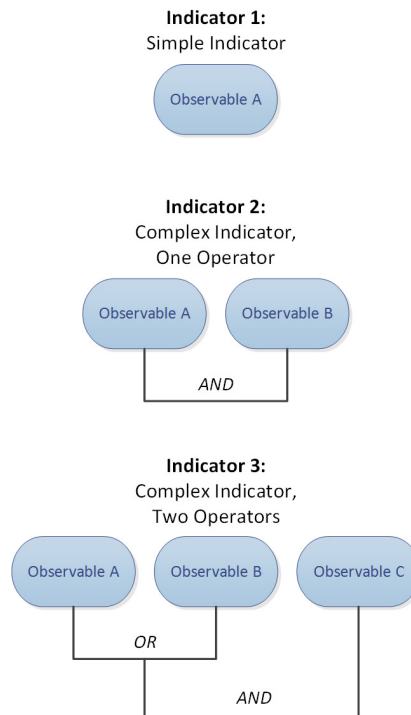 Indicator 1:
Simple Indicator
Observable A
Indicator 2:
Complex Indicator,
One Operator
Observable A
Observable B
AND
Indicator 3:
Complex Indicator,
Two Operators
Observable A
Observable B
Observable C
OR
AND